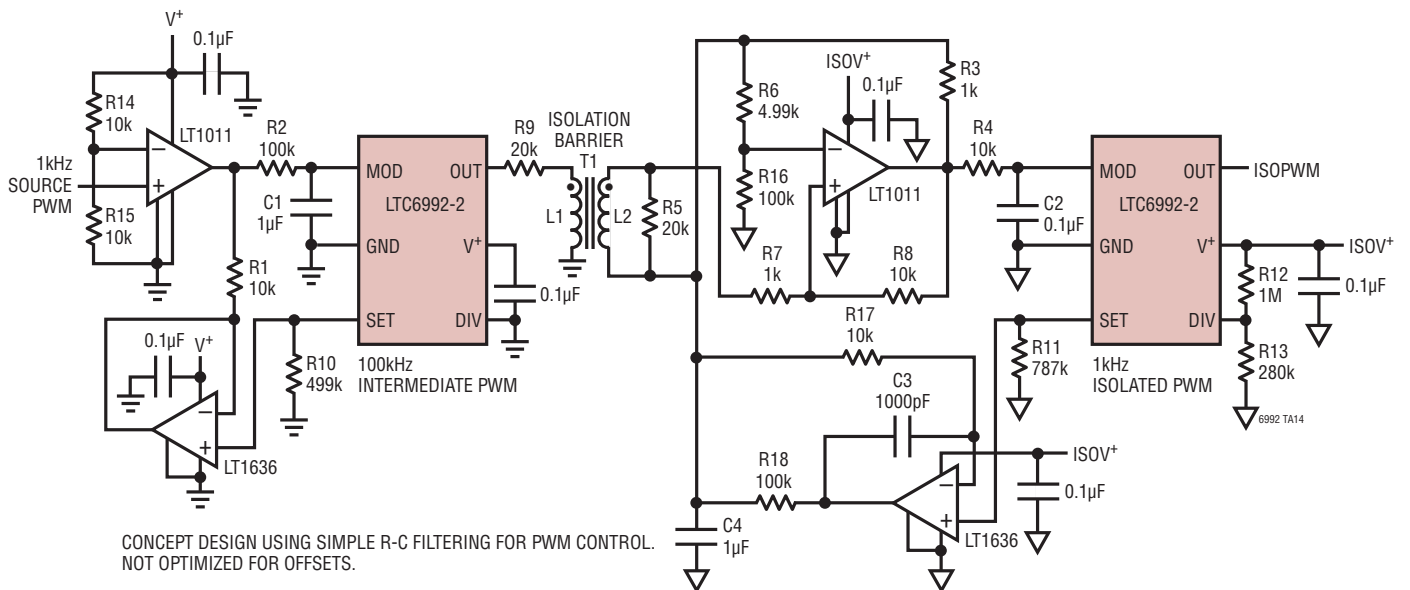 V+
0.1µF
R14
10k
LT1011
R2
100k
1kHz
SOURCE
PWM
R15
10k
C1
1µF
R1
10k
MOD
OUT
LTC6992-2
GND
V+
SET
DIV
100kHz
INTERMEDIATE PWM
R9
20k
0.1µF
R10
499k
0.1µF
V+
LT1636
ISOLATION
BARRIER
T1
L1
L2
R5
20k
R6
4.99k
R16
100k
ISOV+
0.1µF
LT1011
R3
1k
R4
10k
R7
1k
R8
10k
C2
0.1µF
MOD
OUT
LTC6992-2
GND
V+
SET
DIV
1kHz
ISOLATED PWM
ISOPWM
ISOV+
R12
1M
0.1µF
R13
280k
6992 TA14
R11
787k
R17
10k
C3
1000pF
R18
100k
ISOV+
0.1µF
LT1636
C4
1µF
CONCEPT DESIGN USING SIMPLE R-C FILTERING FOR PWM CONTROL.
NOT OPTIMIZED FOR OFFSETS.